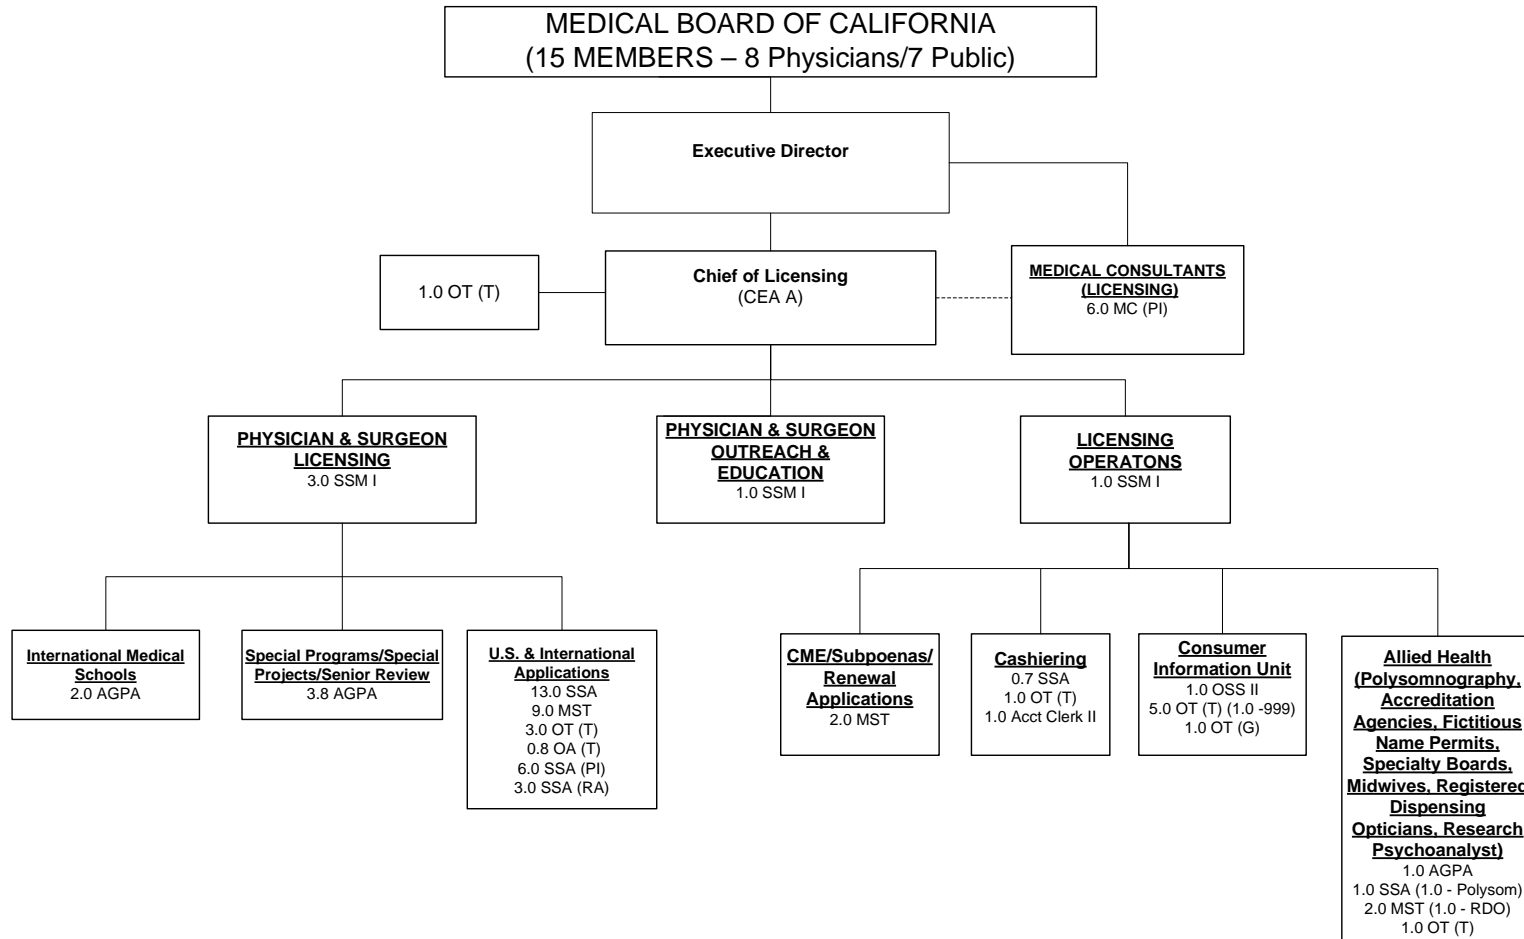 MEDICAL BOARD OF CALIFORNIA
(15 MEMBERS – 8 Physicians/7 Public)
Executive Director
1.0 OT (T)
Chief of Licensing
(CEA A)
MEDICAL CONSULTANTS
(LICENSING)
6.0 MC (PI)
PHYSICIAN & SURGEON
LICENSING
3.0 SSM I
PHYSICIAN & SURGEON
OUTREACH &
EDUCATION
1.0 SSM I
LICENSING
OPERATONS
1.0 SSM I
International Medical
Schools
2.0 AGPA
Special Programs/Special
Projects/Senior Review
3.8 AGPA
U.S. & International
Applications
13.0 SSA
9.0 MST
3.0 OT (T)
0.8 OA (T)
6.0 SSA (PI)
3.0 SSA (RA)
CME/Subpoenas/
Renewal
Applications
2.0 MST
Cashiering
0.7 SSA
1.0 OT (T)
1.0 Acct Clerk II
Consumer
Information Unit
1.0 OSS II
5.0 OT (T) (1.0 -999)
1.0 OT (G)
Allied Health
(Polysomnography,
Accreditation
Agencies, Fictitious
Name Permits,
Specialty Boards,
Midwives, Registered
Dispensing
Opticians, Research
Psychoanalyst)
1.0 AGPA
1.0 SSA (1.0 - Polysom)
2.0 MST (1.0 - RDO)
1.0 OT (T)